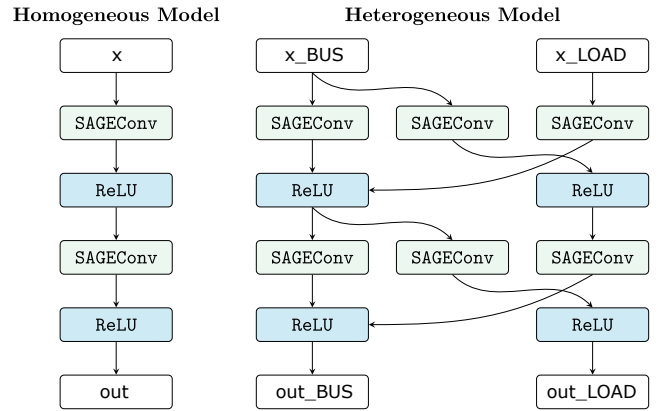 Homogeneous Model
Heterogeneous Model
x
x_BUS
x_LOAD
SAGEConv
SAGEConv
SAGEConv
SAGEConv
ReLU
ReLU
ReLU
SAGEConv
SAGEConv
SAGEConv
SAGEConv
ReLU
ReLU
ReLU
out
out_BUS
out_LOAD